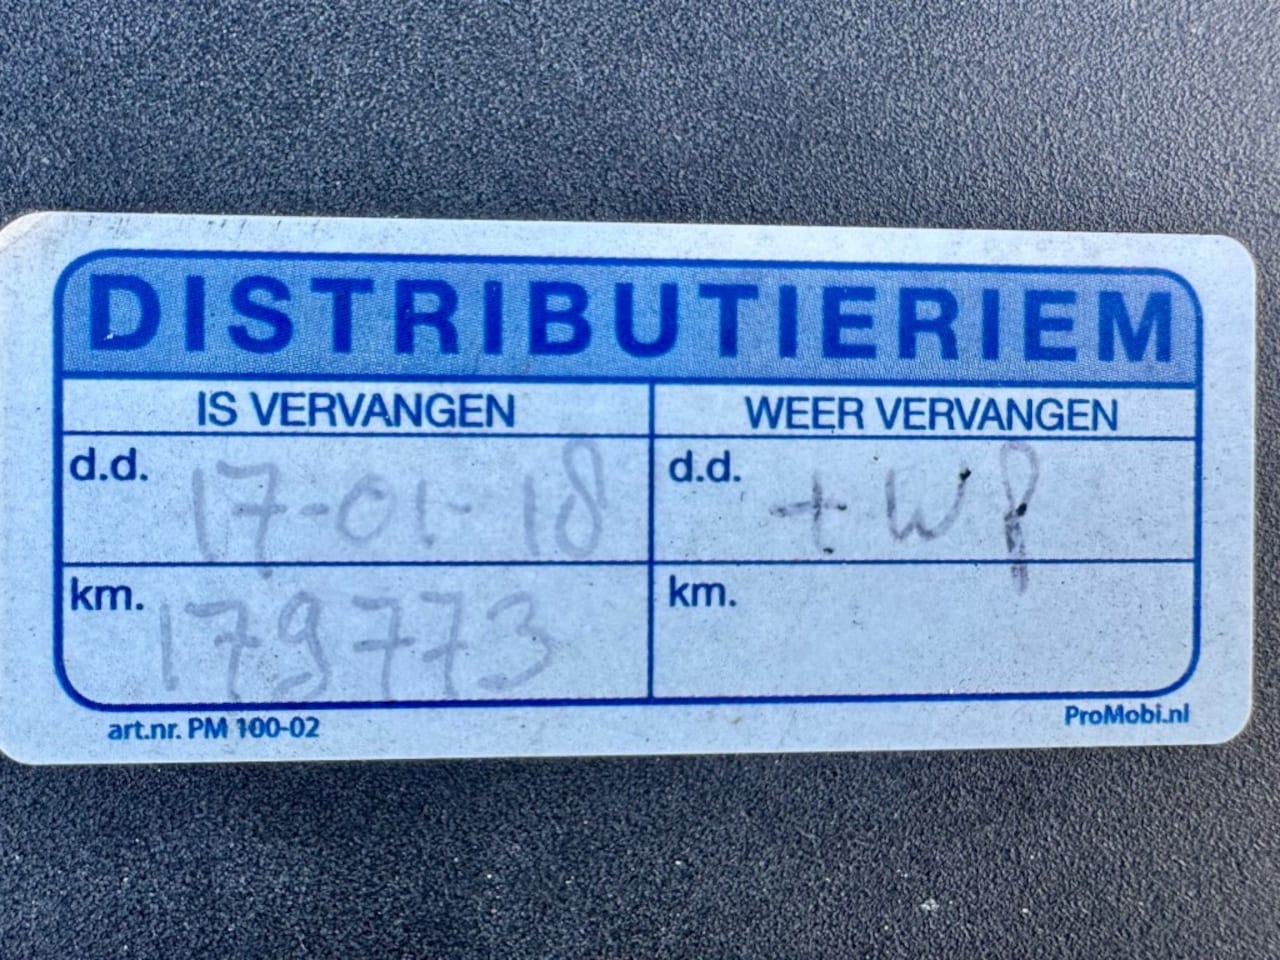 DISTRIBUTIERIEM
IS VERVANGEN WEER VERVANGEN
d.d. 17-01-18 d.d. + WP
km. 179773 km.
art.nr. PM 100-02 ProMobi.nl